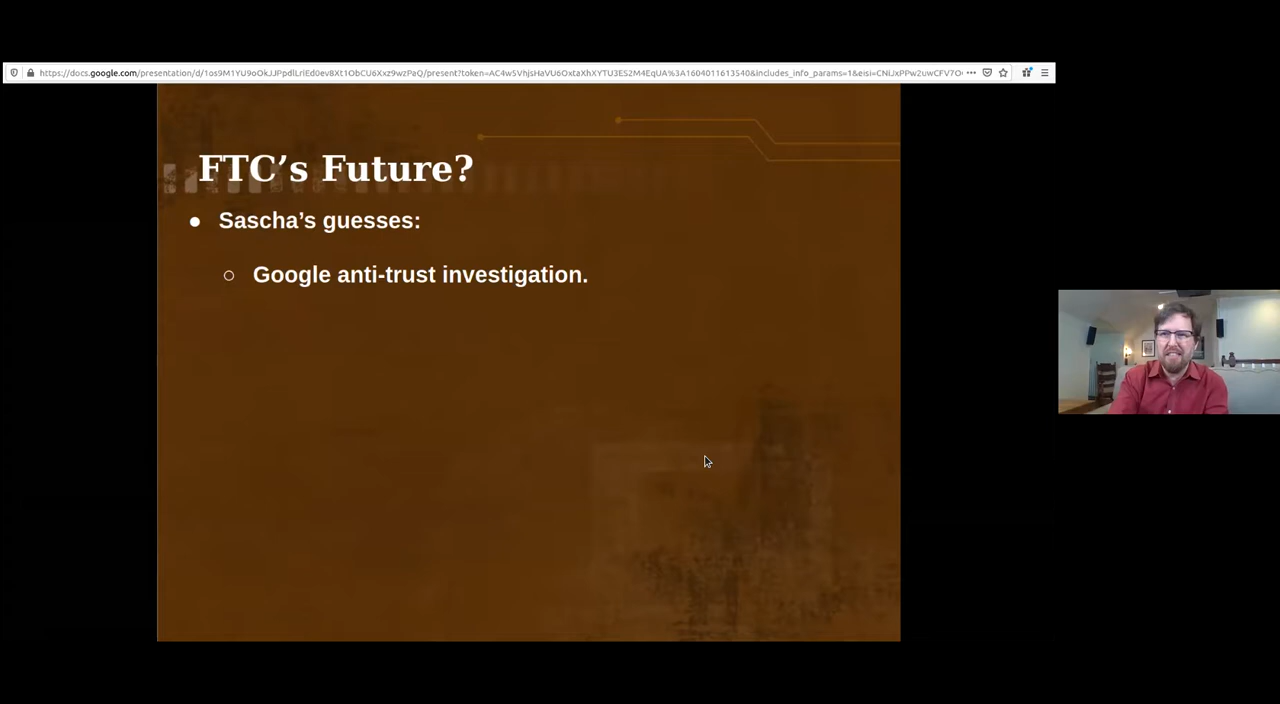 FTC’s Future?
● Sascha’s guesses:
○ Google anti-trust investigation.